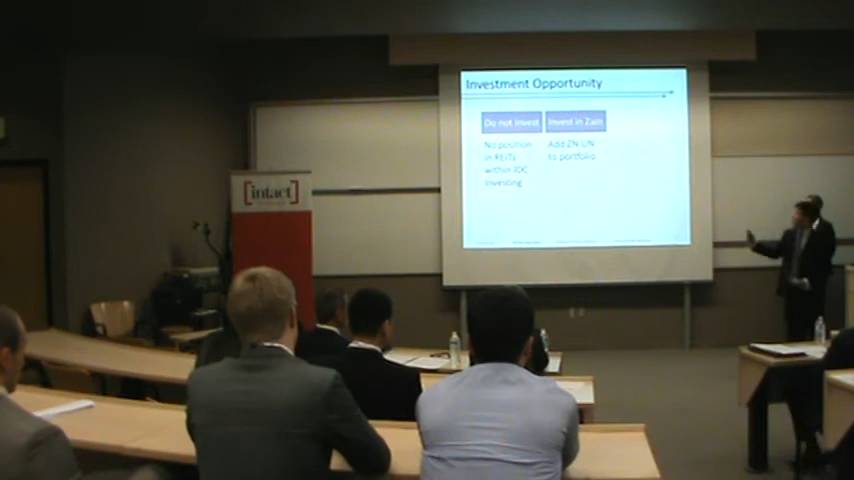 Investment Opportunity
Do not Invest
Invest in Zain
No position
in REITs
within JDC
Investing
Add ZN.UN
to portfolio
[intact]